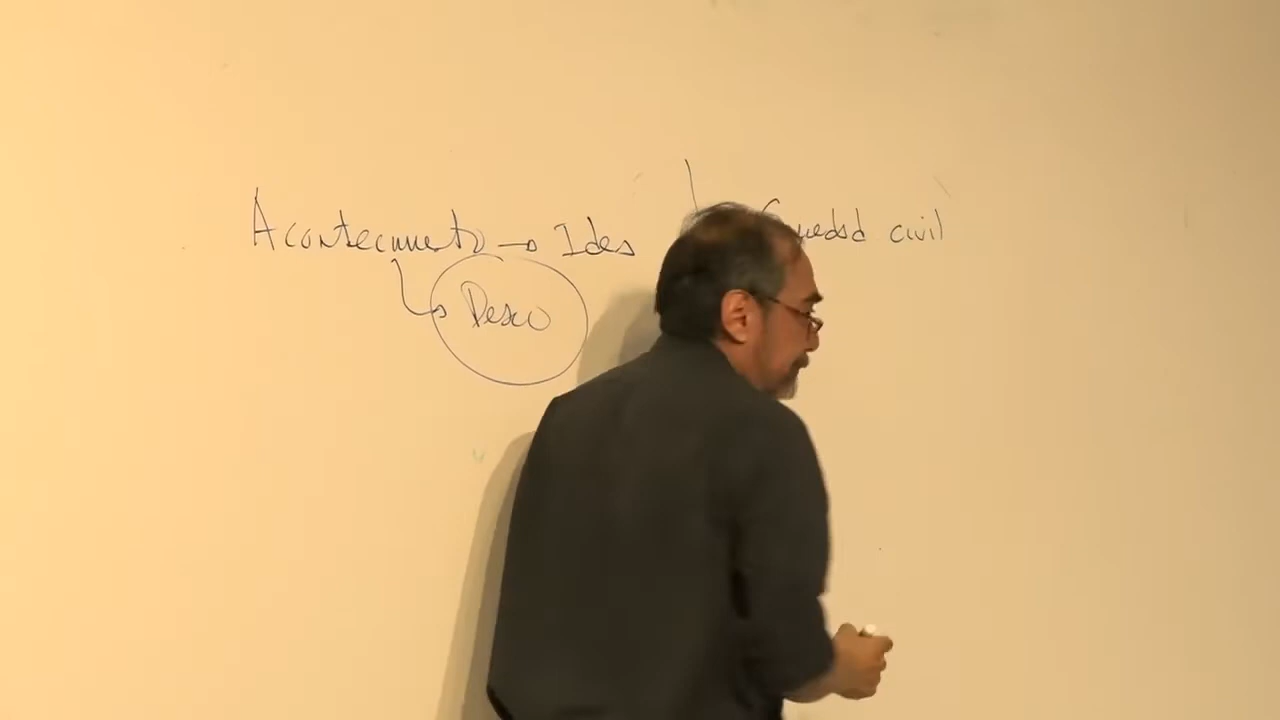 Acontecimiento → Idea civil
Deseo